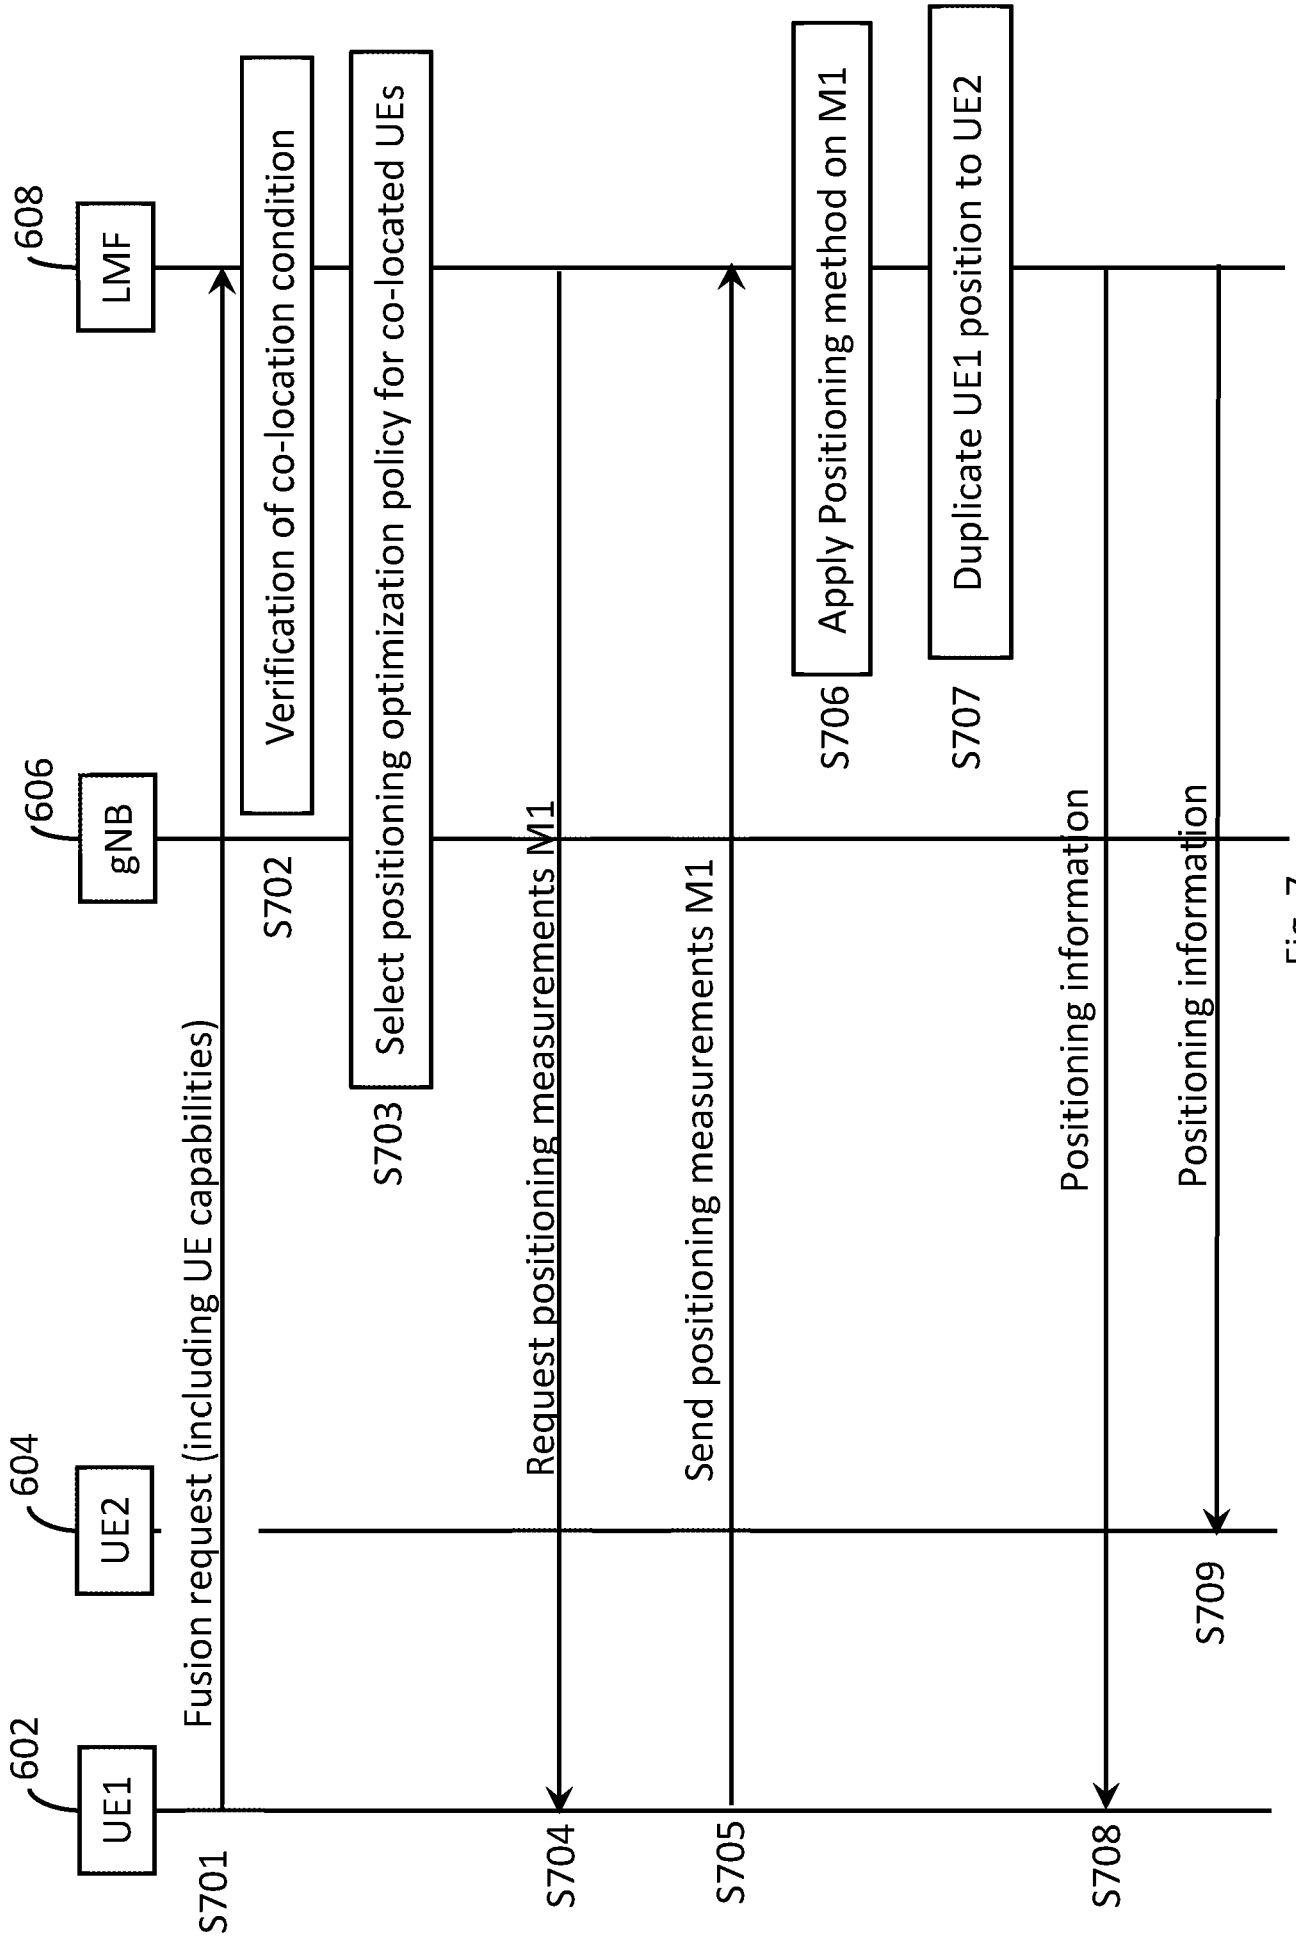 602
604
606
608
UE1
UE2
gNB
LMF
S701
Fusion request (including UE capabilities)
S702
Verification of co-location condition
S703
Select positioning optimization policy for co-located UEs
S704
Request positioning measurements M1
S705
Send positioning measurements M1
S706
Apply Positioning method on M1
S707
Duplicate UE1 position to UE2
S708
Positioning information
S709
Positioning information
Fig. 7